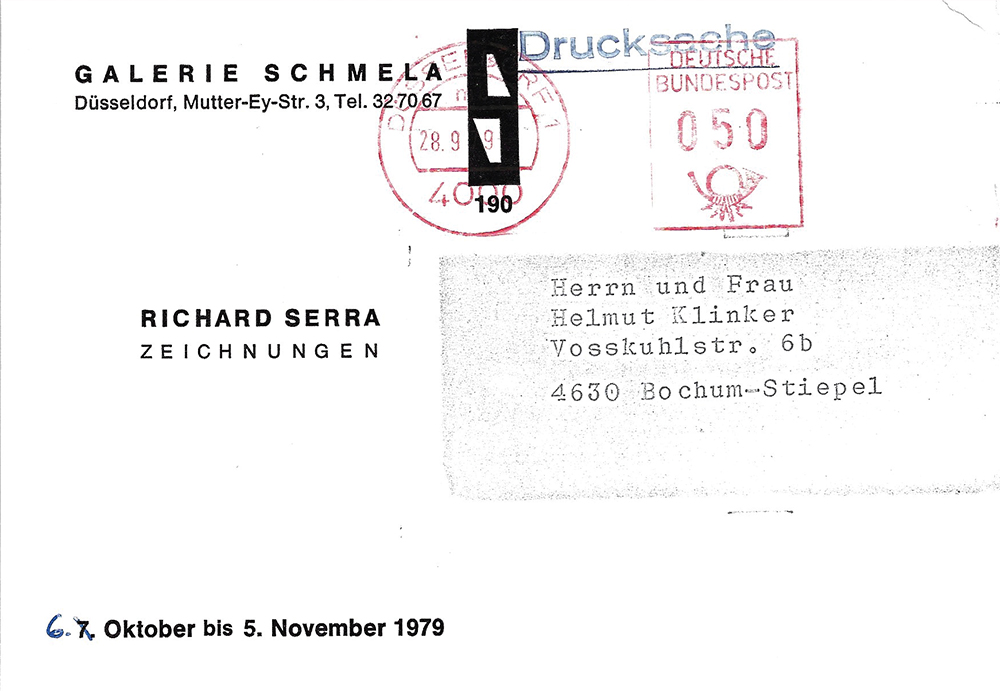 GALERIE SCHMELA
Düsseldorf, Mutter-Ey-Str. 3, Tel. 32 70 67
Drucksache
28. 9
9
4000
190
DEUTSCHE
BUNDESPOST
050
Herrn und Frau
Helmut Klinker
Vosskuhlstr. 6b
4630 Bochum-Stiepel
RICHARD SERRA
ZEICHNUNGEN
6. 7. Oktober bis 5. November 1979